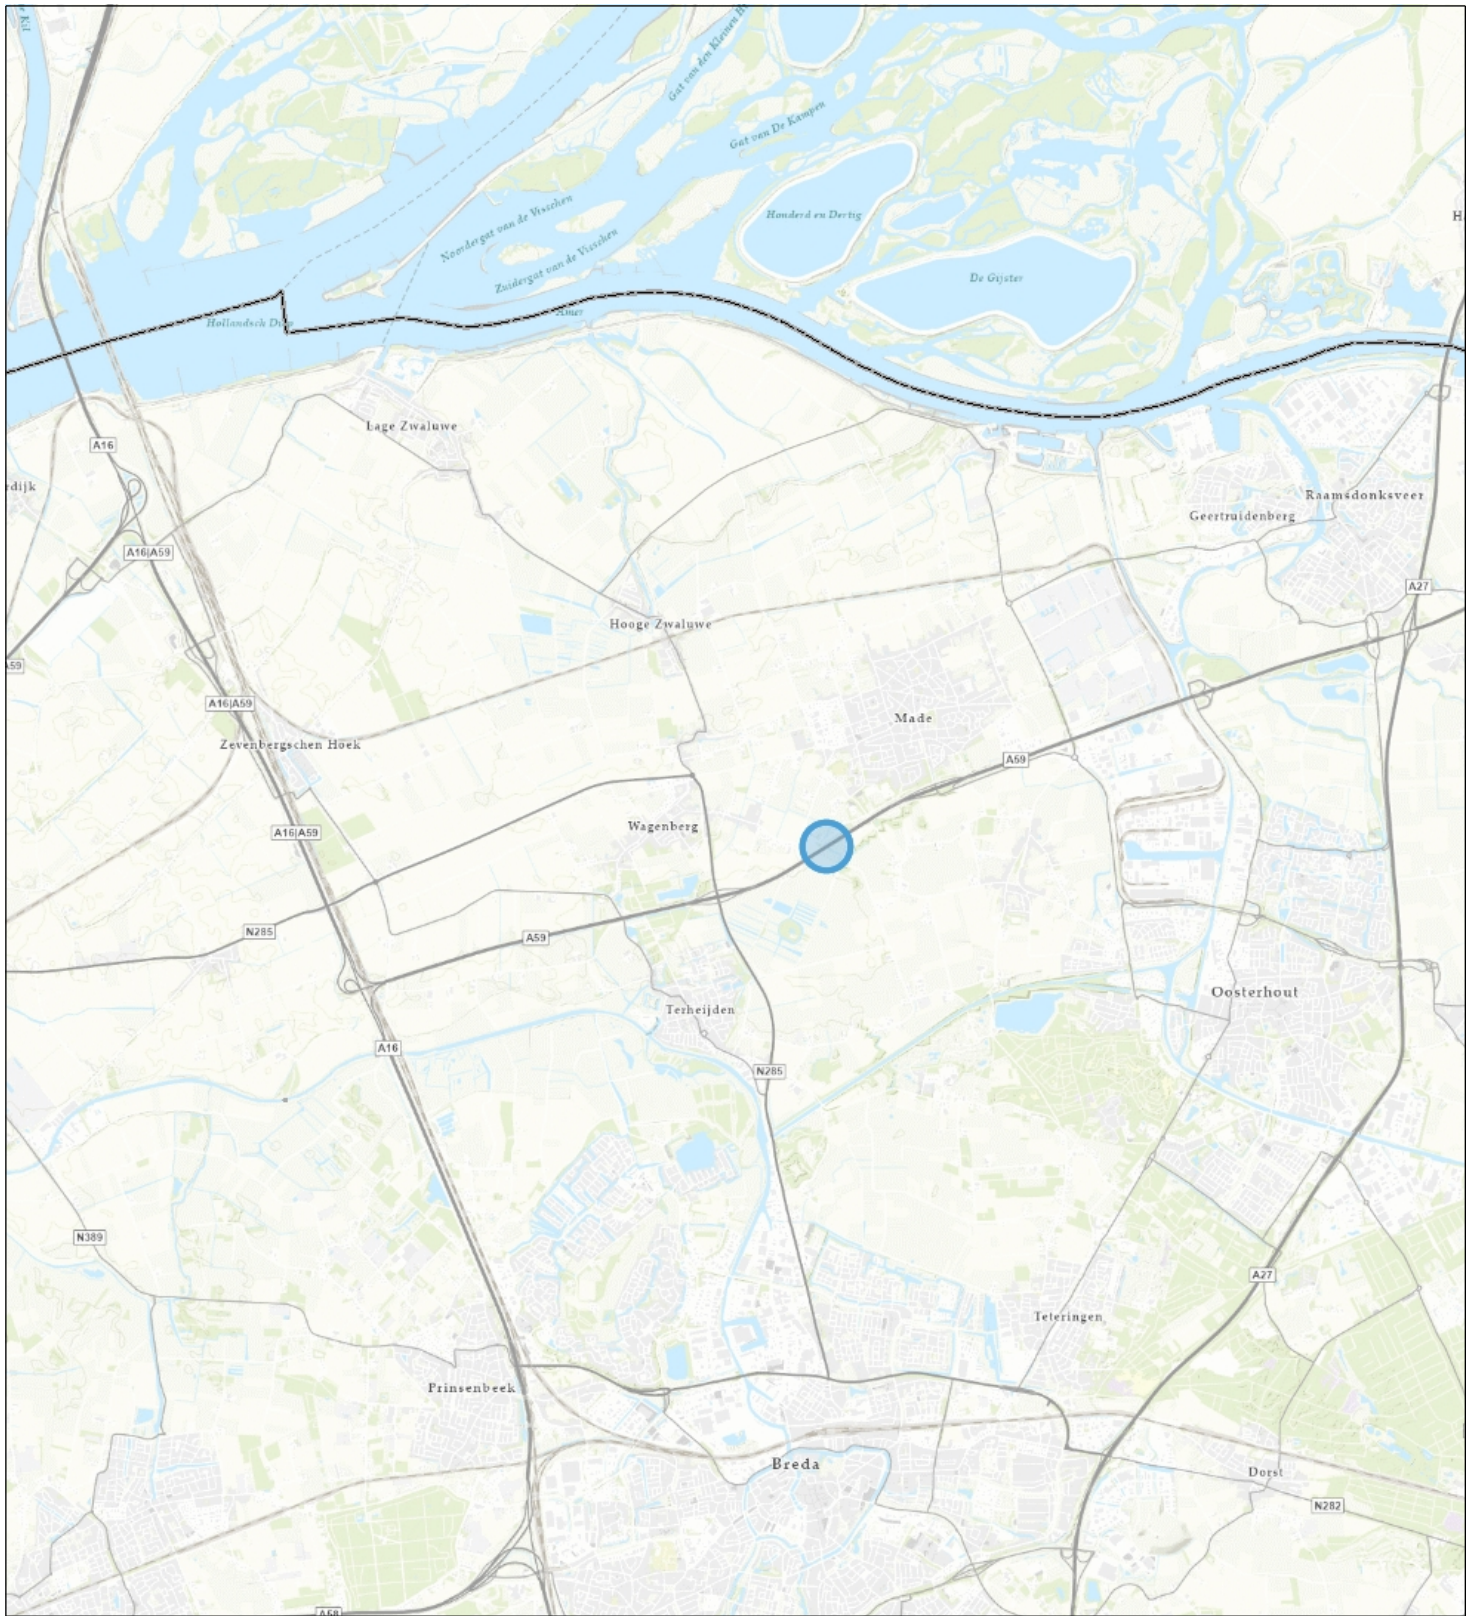 Kil
Gat van den Kleinen H
Gat van De Kampen
Honderd en Dertig
Noordergat van de Visschen
Zuidergat van de Visschen
De Gijster
H
Hollandsch Di
Amer
Lage Zwaluwe
A16
rdijk
Raamsdonksveer
Geertruidenberg
A16|A59
A27
Hooge Zwaluwe
A59
A16|A59
Made
Zevenbergschen Hoek
A59
Wagenberg
A16|A59
N285
A59
Oosterhout
Terheijden
A16
N285
N389
A27
Teteringen
Prinsenbeek
Breda
Dorst
N282
A58